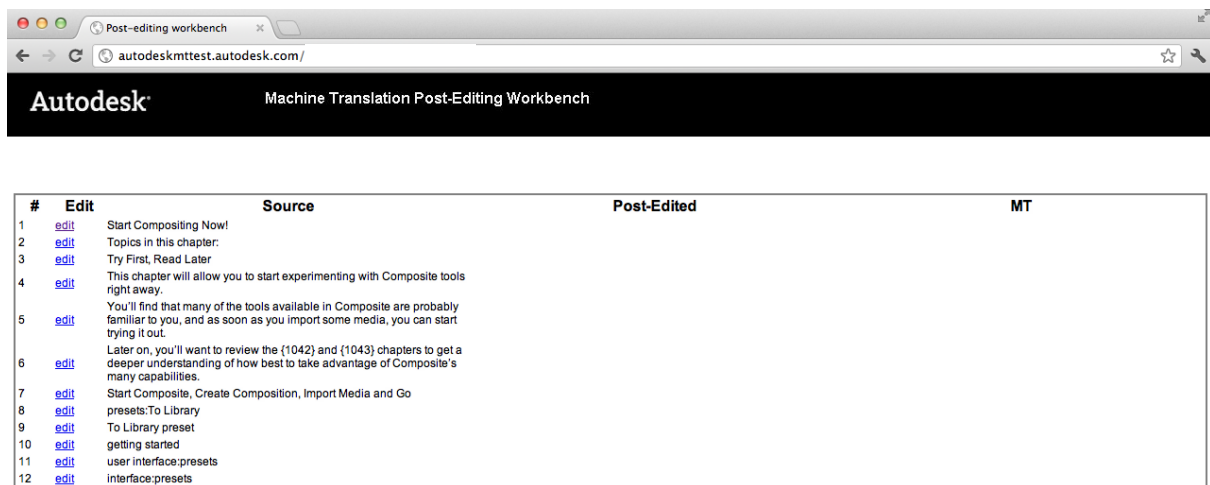 Post-editing workbench
autodeskmttest.autodesk.com/
Autodesk
Machine Translation Post-Editing Workbench
# Edit Source Post-Edited MT
1 edit Start Compositing Now!
2 edit Topics in this chapter:
3 edit Try First, Read Later
4 edit This chapter will allow you to start experimenting with Composite tools
right away.
5 edit You'll find that many of the tools available in Composite are probably
familiar to you, and as soon as you import some media, you can start
trying it out.
6 edit Later on, you'll want to review the {1042} and {1043} chapters to get a
deeper understanding of how best to take advantage of Composite's
many capabilities.
7 edit Start Composite, Create Composition, Import Media and Go
8 edit presets:To Library
9 edit To Library preset
10 edit getting started
11 edit user interface:presets
12 edit interface:presets